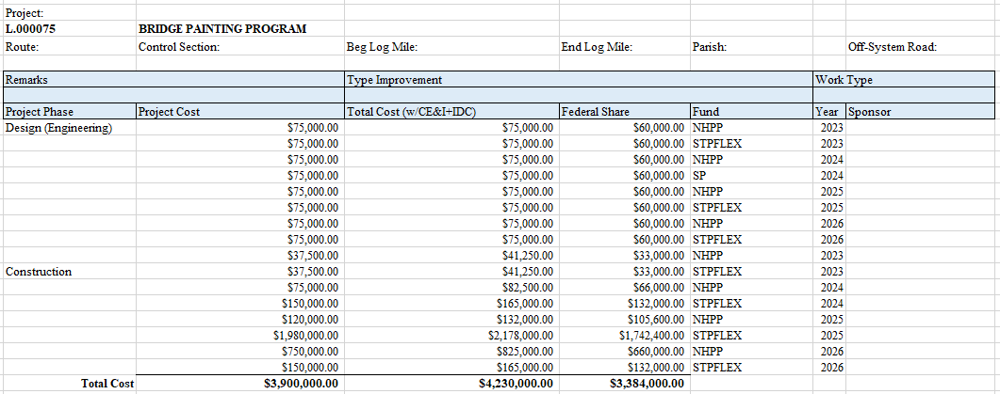 Project:
L.000075 BRIDGE PAINTING PROGRAM
Route: Control Section: Beg Log Mile: End Log Mile: Parish: Off-System Road:
Remarks Type Improvement Work Type
Project Phase Project Cost Total Cost (w/CE&I+IDC) Federal Share Fund Year Sponsor
Design (Engineering) $75,000.00 $75,000.00 $60,000.00 NHPP 2023
$75,000.00 $75,000.00 $60,000.00 STPFLEX 2023
$75,000.00 $75,000.00 $60,000.00 NHPP 2024
$75,000.00 $75,000.00 $60,000.00 SP 2024
$75,000.00 $75,000.00 $60,000.00 NHPP 2025
$75,000.00 $75,000.00 $60,000.00 STPFLEX 2025
$75,000.00 $75,000.00 $60,000.00 NHPP 2026
$75,000.00 $75,000.00 $60,000.00 STPFLEX 2026
$37,500.00 $41,250.00 $33,000.00 NHPP 2023
Construction $37,500.00 $41,250.00 $33,000.00 STPFLEX 2023
$75,000.00 $82,500.00 $66,000.00 NHPP 2024
$150,000.00 $165,000.00 $132,000.00 STPFLEX 2024
$120,000.00 $132,000.00 $105,600.00 NHPP 2025
$1,980,000.00 $2,178,000.00 $1,742,400.00 STPFLEX 2025
$750,000.00 $825,000.00 $660,000.00 NHPP 2026
$150,000.00 $165,000.00 $132,000.00 STPFLEX 2026
Total Cost $3,900,000.00 $4,230,000.00 $3,384,000.00